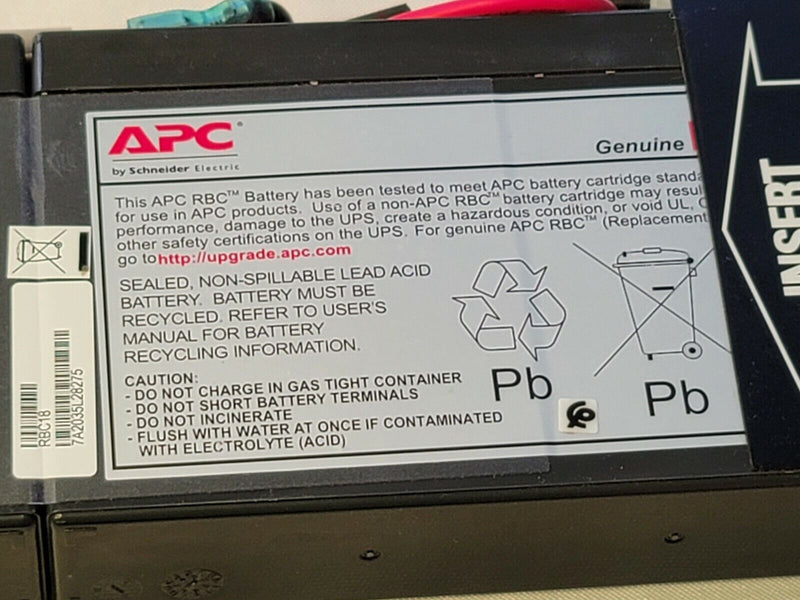 APC®
by Schneider Electric
Genuine
This APC RBC™ Battery has been tested to meet APC battery cartridge
for use in APC products. Use of a non-APC RBC™ battery cartridge may
performance, damage to the UPS, create a hazardous condition, or void UL,
other safety certifications on the UPS. For genuine APC RBC™ (Replacement
go to http://upgrade.apc.com
SEALED, NON-SPILLABLE LEAD ACID
BATTERY. BATTERY MUST BE
RECYCLED. REFER TO USER'S
MANUAL FOR BATTERY
RECYCLING INFORMATION.
CAUTION:
- DO NOT CHARGE IN GAS TIGHT CONTAINER
- DO NOT SHORT BATTERY TERMINALS
- DO NOT INCINERATE
- FLUSH WITH WATER AT ONCE IF CONTAMINATED
WITH ELECTROLYTE (ACID)
Pb
Pb
RBC18
7A2035L28275
INSERT